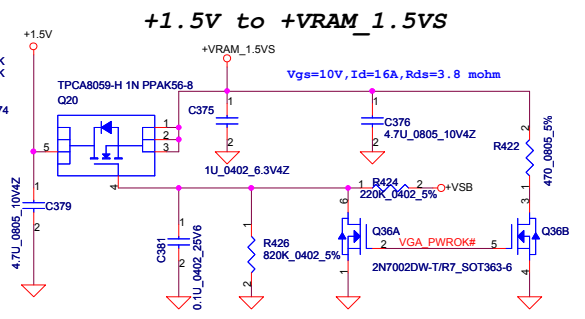 +1.5V to +VRAM_1.5VS
+1.5V
+VRAM_1.5VS
K
K
74
TPCA8059-H 1N PPAK56-8
Q20
Vgs=10V,Id=16A,Rds=3.8 mohm
5
1
2
3
4
1
C375
2
1U_0402_6.3V4Z
1
C376
4.7U_0805_10V4Z
2
2
R422
1
470_0805_5%
1
C379
2
4.7U_0805_10V4Z
1
C381
2
0.1U_0402_25V6
1
R426
820K_0402_5%
2
1
R424
2
+VSB
220K_0402_5%
6
Q36A
2
VGA_PWROK#
5
3
Q36B
1
2N7002DW-T/R7_SOT363-6
4